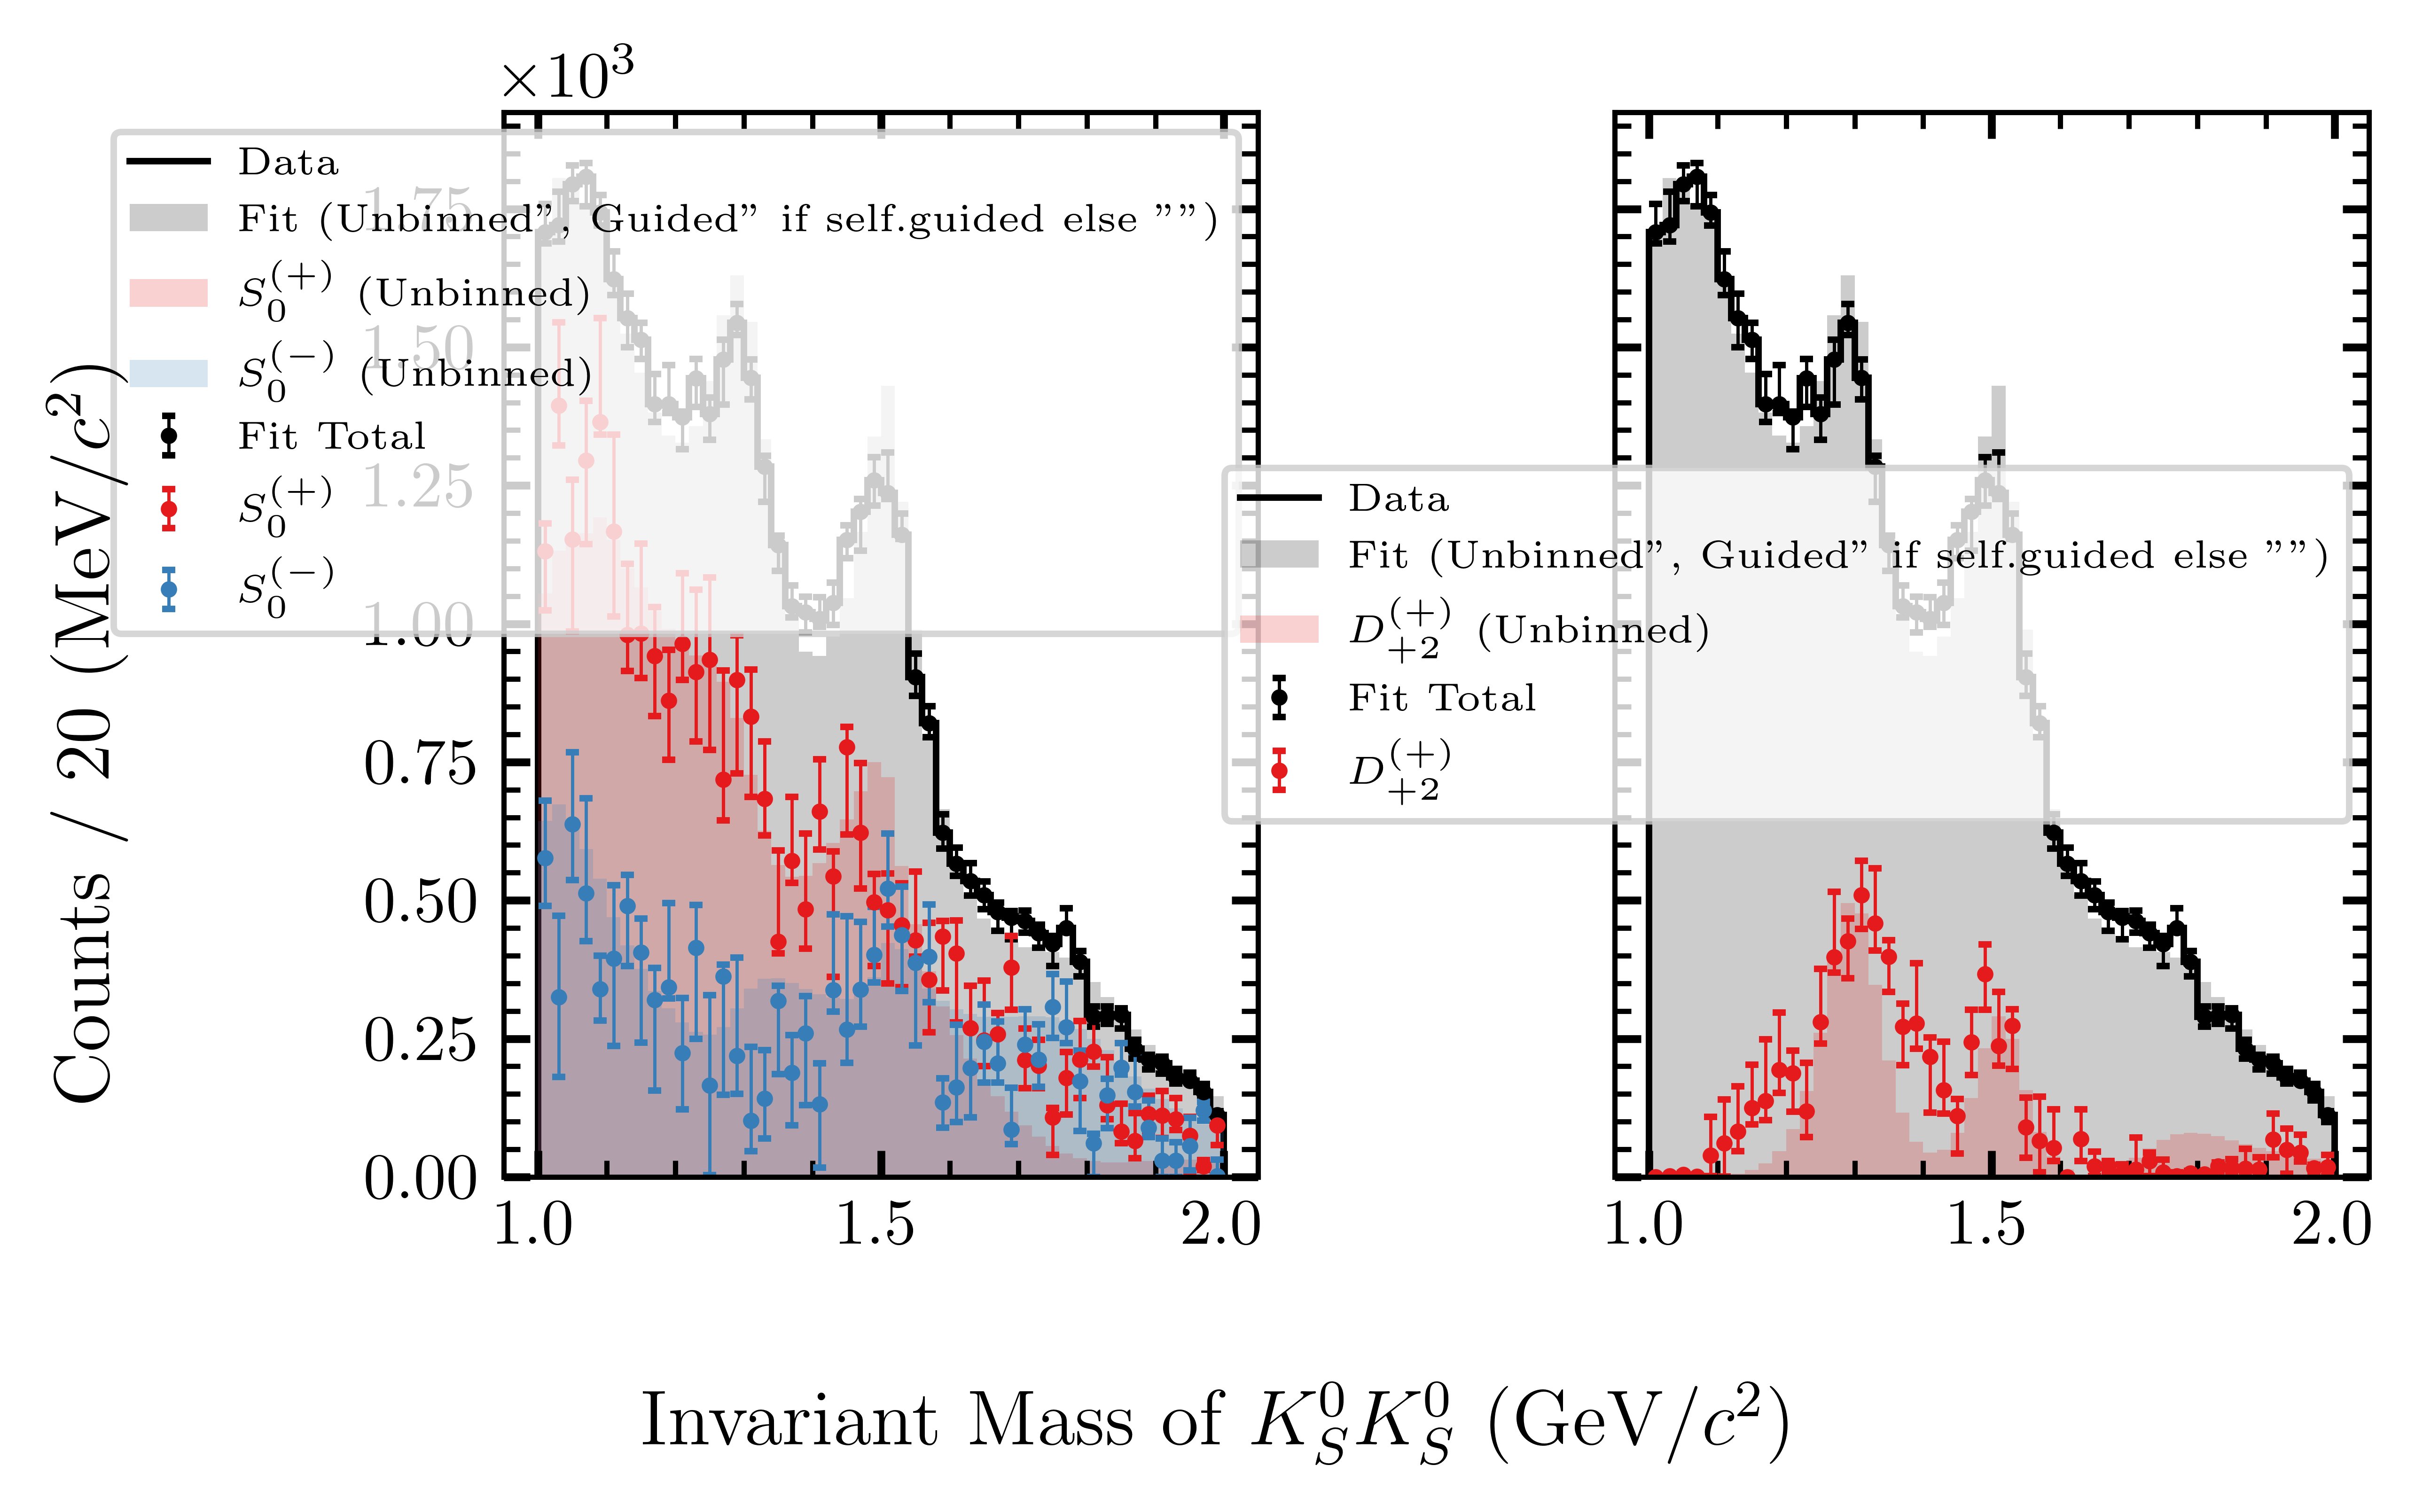 ×10³
Data
Fit (Unbinned”, Guided” if self.guided else ””)
S₀⁽⁺⁾ (Unbinned)
S₀⁽⁻⁾ (Unbinned)
Fit Total
S₀⁽⁺⁾
S₀⁽⁻⁾
1.75
1.50
1.25
1.00
0.75
0.50
0.25
0.00
Counts / 20 (MeV/c²)
1.0 1.5 2.0
Data
Fit (Unbinned”, Guided” if self.guided else ””)
D₊₂⁽⁺⁾ (Unbinned)
Fit Total
D₊₂⁽⁺⁾
1.0 1.5 2.0
Invariant Mass of K_S⁰K_S⁰ (GeV/c²)